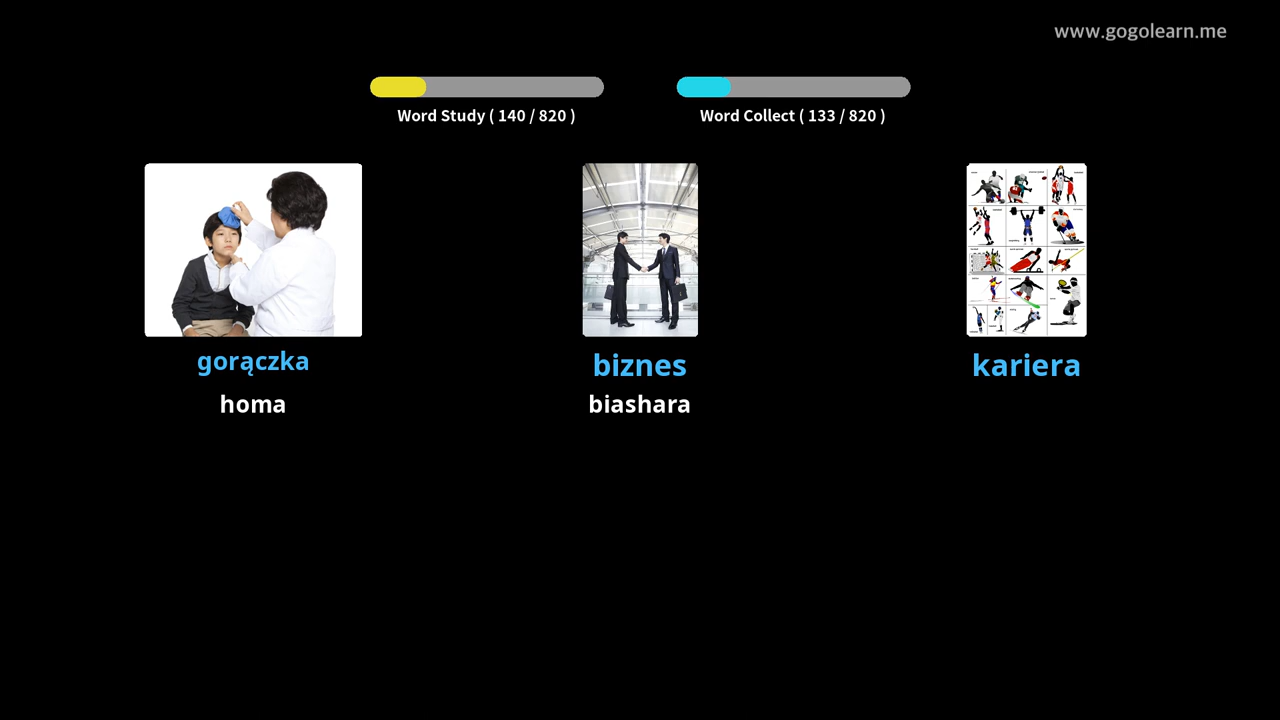 www.gogolearn.me
Word Study ( 140 / 820 )
Word Collect ( 133 / 820 )
gorączka
biznes
kariera
homa
biashara